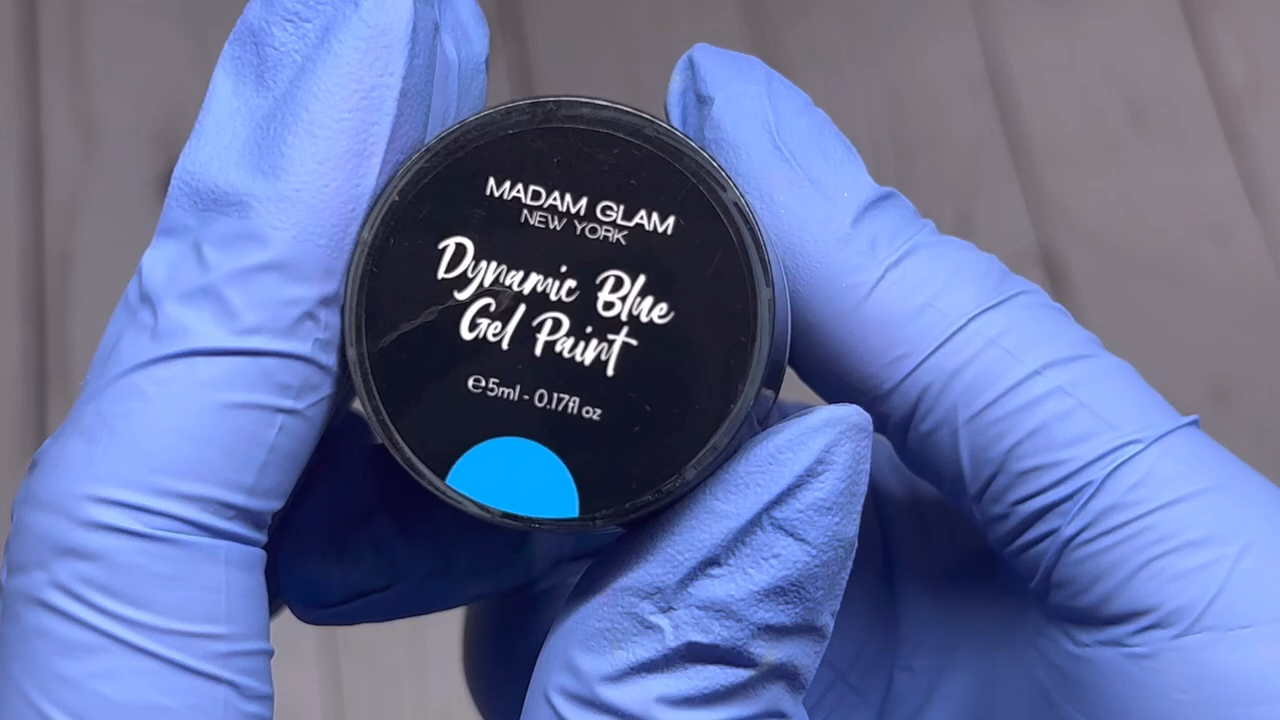 MADAM GLAM
NEW YORK
Dynamic Blue
Gel Paint
℮5ml - 0.17fl oz